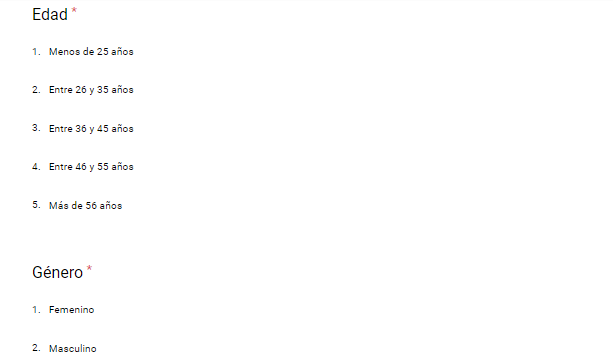 Edad *
1. Menos de 25 años
2. Entre 26 y 35 años
3. Entre 36 y 45 años
4. Entre 46 y 55 años
5. Más de 56 años
Género *
1. Femenino
2. Masculino